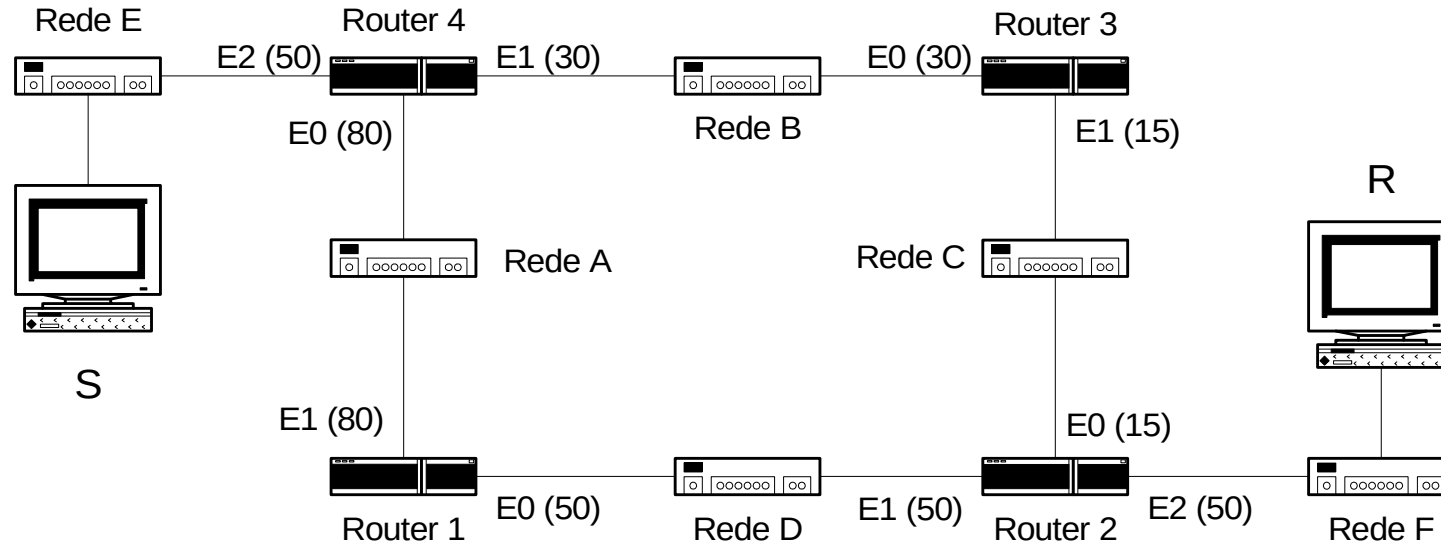 Rede E
Router 4
Router 3
E2 (50)
E1 (30)
E0 (30)
E0 (80)
Rede B
E1 (15)
R
Rede A
Rede C
S
E1 (80)
E0 (15)
E0 (50)
E1 (50)
E2 (50)
Router 1
Rede D
Router 2
Rede F